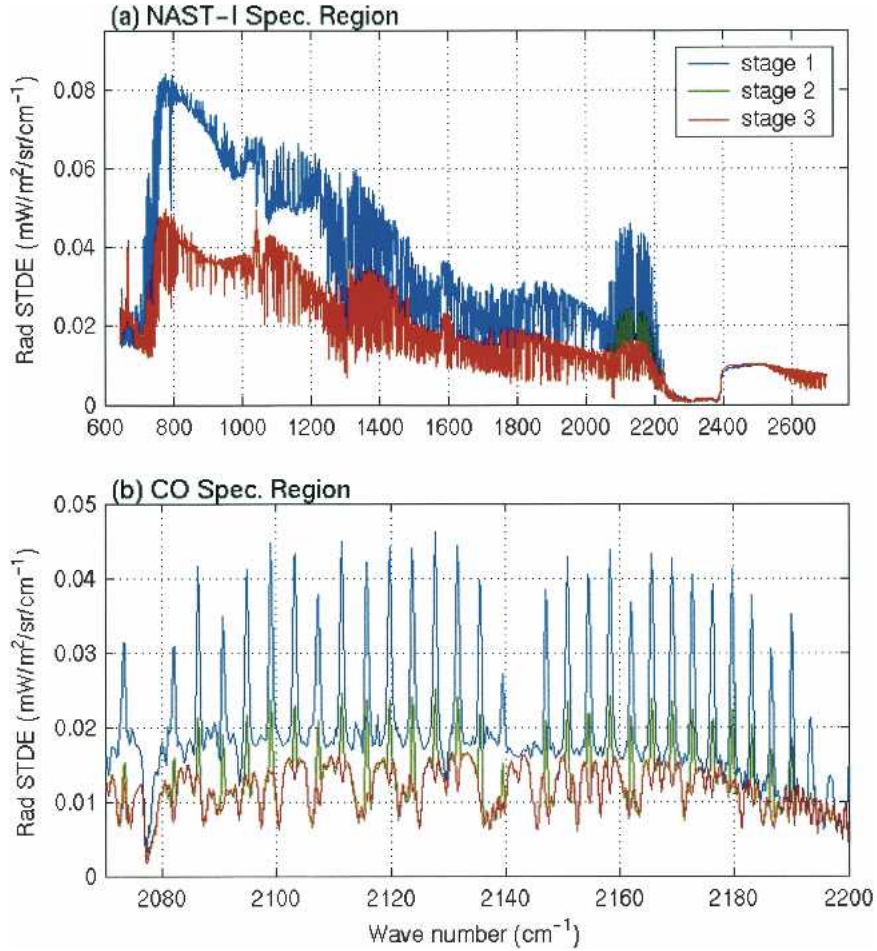 (a) NAST-I Spec. Region
stage 1
stage 2
stage 3
Rad STDE (mW/m²/sr/cm⁻¹)
0.08
0.06
0.04
0.02
0
600 800 1000 1200 1400 1600 1800 2000 2200 2400 2600
(b) CO Spec. Region
Rad STDE (mW/m²/sr/cm⁻¹)
0.05
0.04
0.03
0.02
0.01
0
2080 2100 2120 2140 2160 2180 2200
Wave number (cm⁻¹)